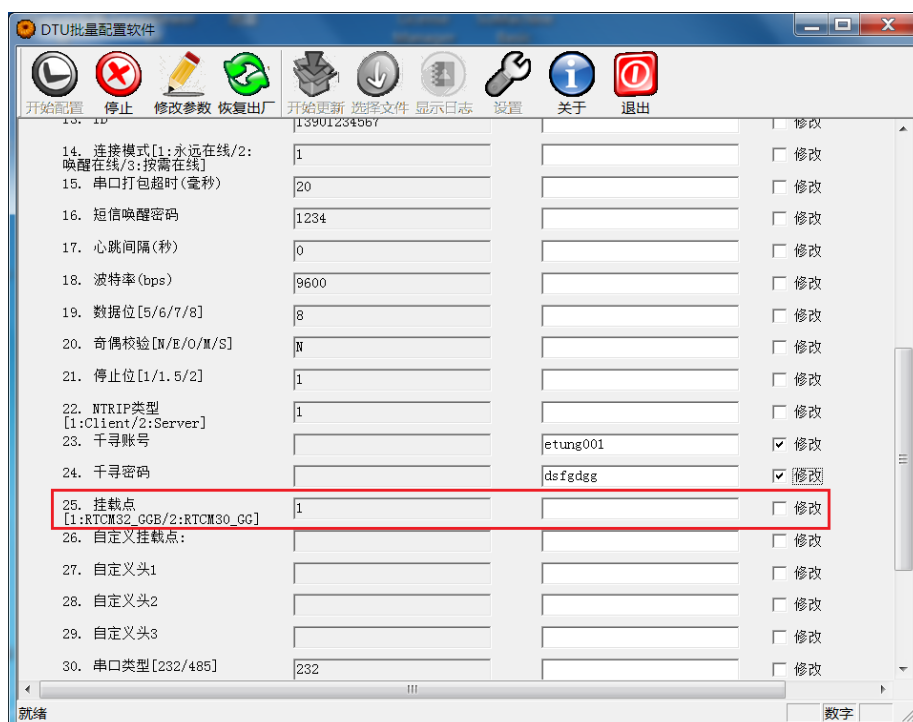 DTU批量配置软件
开始配置 停止 修改参数 恢复出厂 开始更新 选择文件 显示日志 设置 关于 退出
13. ID 13901234567 修改
14. 连接模式[1:永远在线/2:
唤醒在线/3:按需在线] 1 修改
15. 串口打包超时(毫秒) 20 修改
16. 短信唤醒密码 1234 修改
17. 心跳间隔(秒) 0 修改
18. 波特率(bps) 9600 修改
19. 数据位[5/6/7/8] 8 修改
20. 奇偶校验[N/E/O/M/S] N 修改
21. 停止位[1/1.5/2] 1 修改
22. NTRIP类型
[1:Client/2:Server] 1 修改
23. 千寻账号 etung001 修改
24. 千寻密码 dsfgdgg 修改
25. 挂载点
[1:RTCM32_GGB/2:RTCM30_GG] 1 修改
26. 自定义挂载点: 修改
27. 自定义头1 修改
28. 自定义头2 修改
29. 自定义头3 修改
30. 串口类型[232/485] 232 修改
就绪 数字